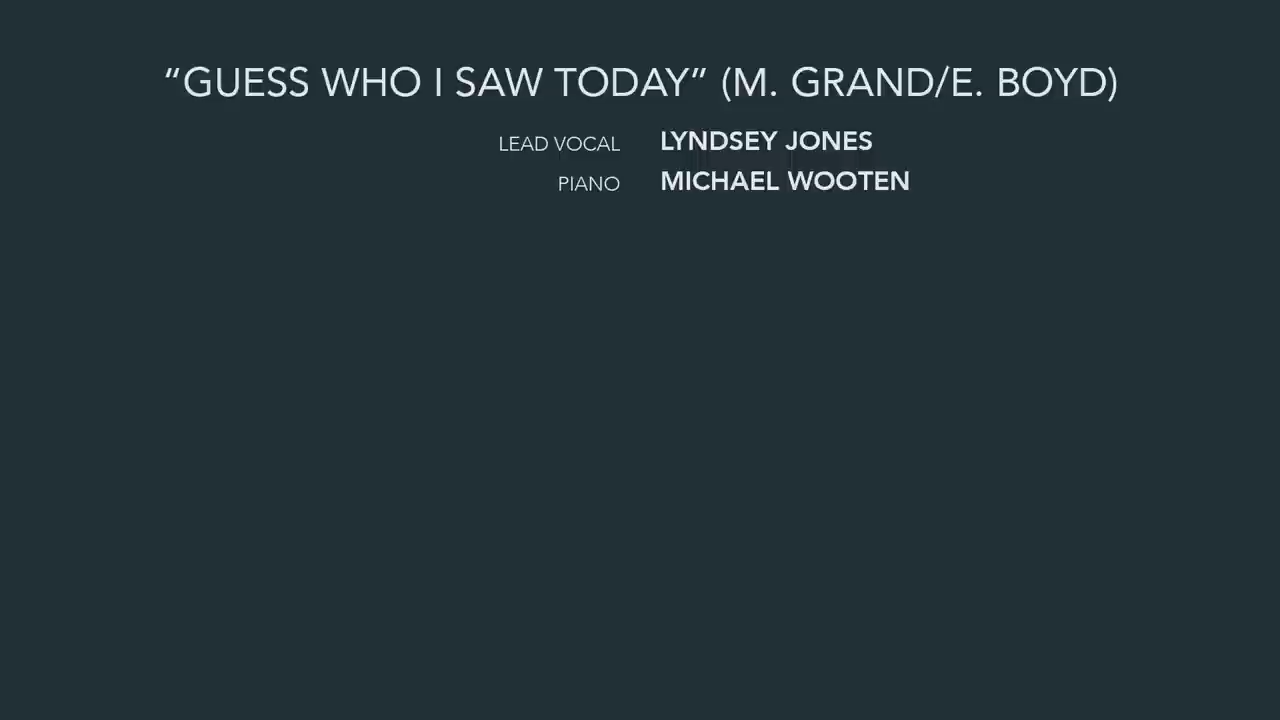 “GUESS WHO I SAW TODAY” (M. GRAND/E. BOYD)
LEAD VOCAL LYNDSEY JONES
PIANO MICHAEL WOOTEN